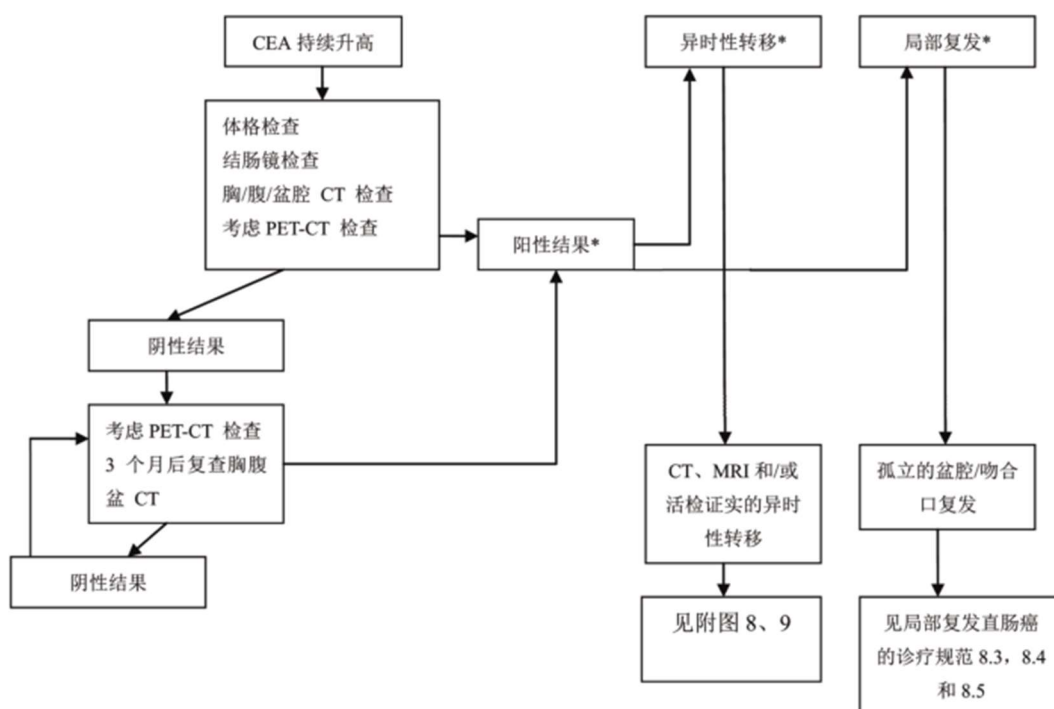 CEA 持续升高
体格检查
结肠镜检查
胸/腹/盆腔 CT 检查
考虑 PET-CT 检查
阴性结果
考虑 PET-CT 检查
3 个月后复查胸腹
盆 CT
阴性结果
阳性结果*
异时性转移*
CT、MRI 和/或
活检证实的异时
性转移
见附图 8、9
局部复发*
孤立的盆腔/吻合
口复发
见局部复发直肠癌
的诊疗规范 8.3，8.4
和 8.5